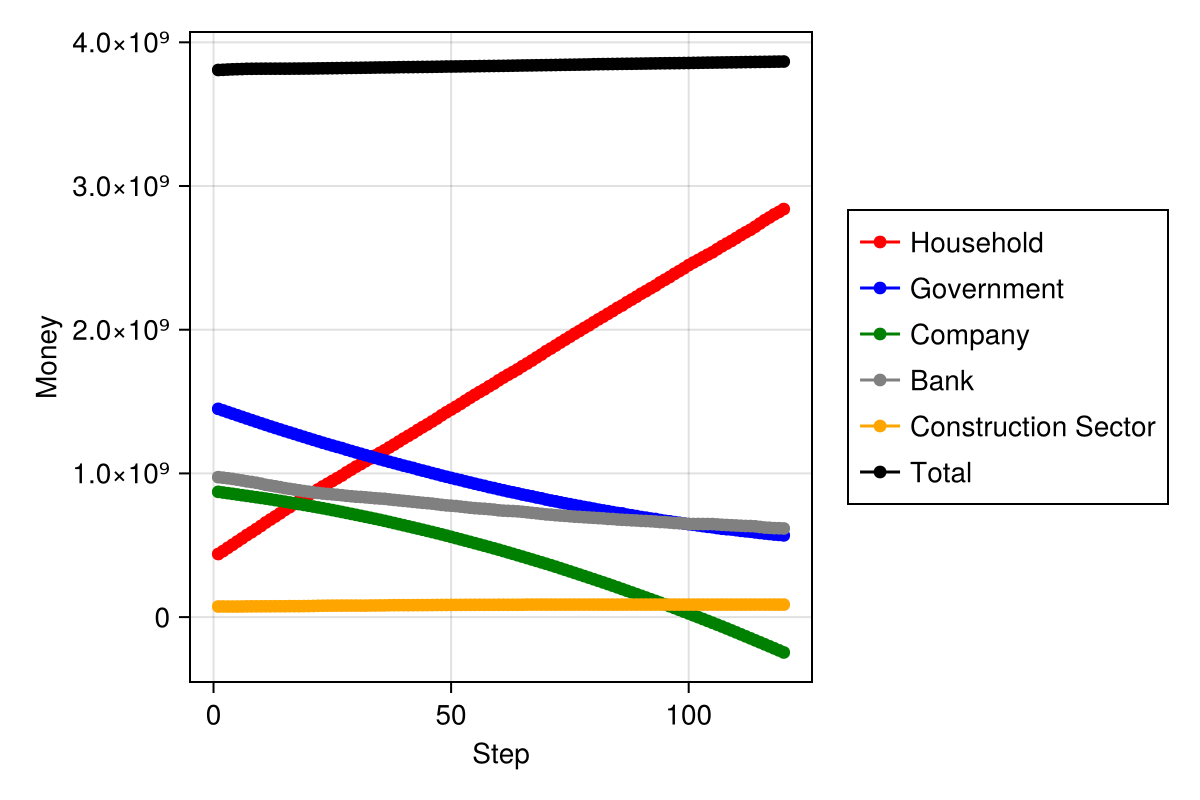 4.0×10⁹
3.0×10⁹
2.0×10⁹
1.0×10⁹
0
Money
0 50 100
Step
Household
Government
Company
Bank
Construction Sector
Total